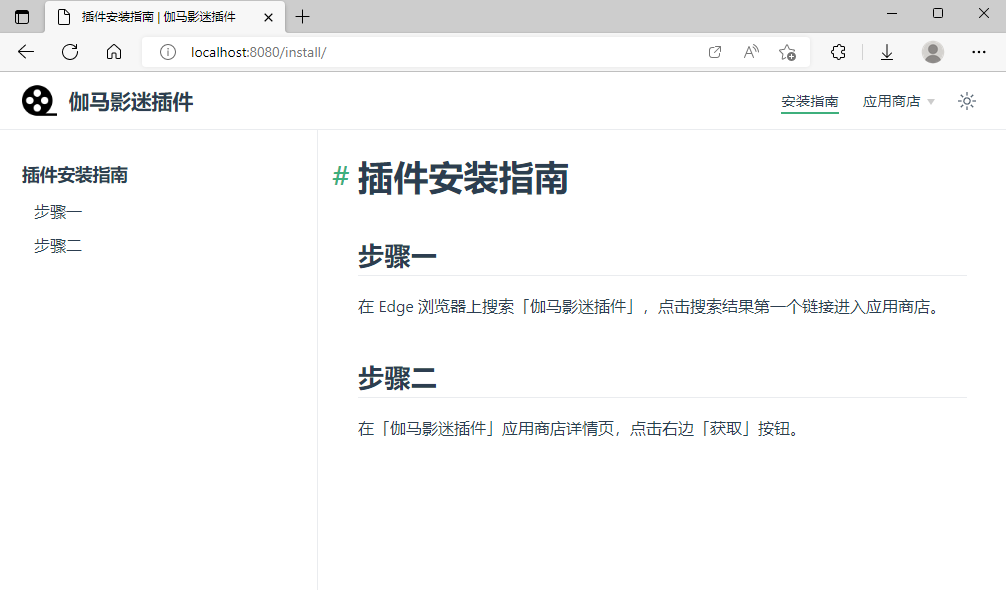 插件安装指南 | 伽马影迷插件
localhost:8080/install/
伽马影迷插件
安装指南 应用商店
插件安装指南
步骤一
步骤二
# 插件安装指南
步骤一
在 Edge 浏览器上搜索「伽马影迷插件」，点击搜索结果第一个链接进入应用商店。
步骤二
在「伽马影迷插件」应用商店详情页，点击右边「获取」按钮。